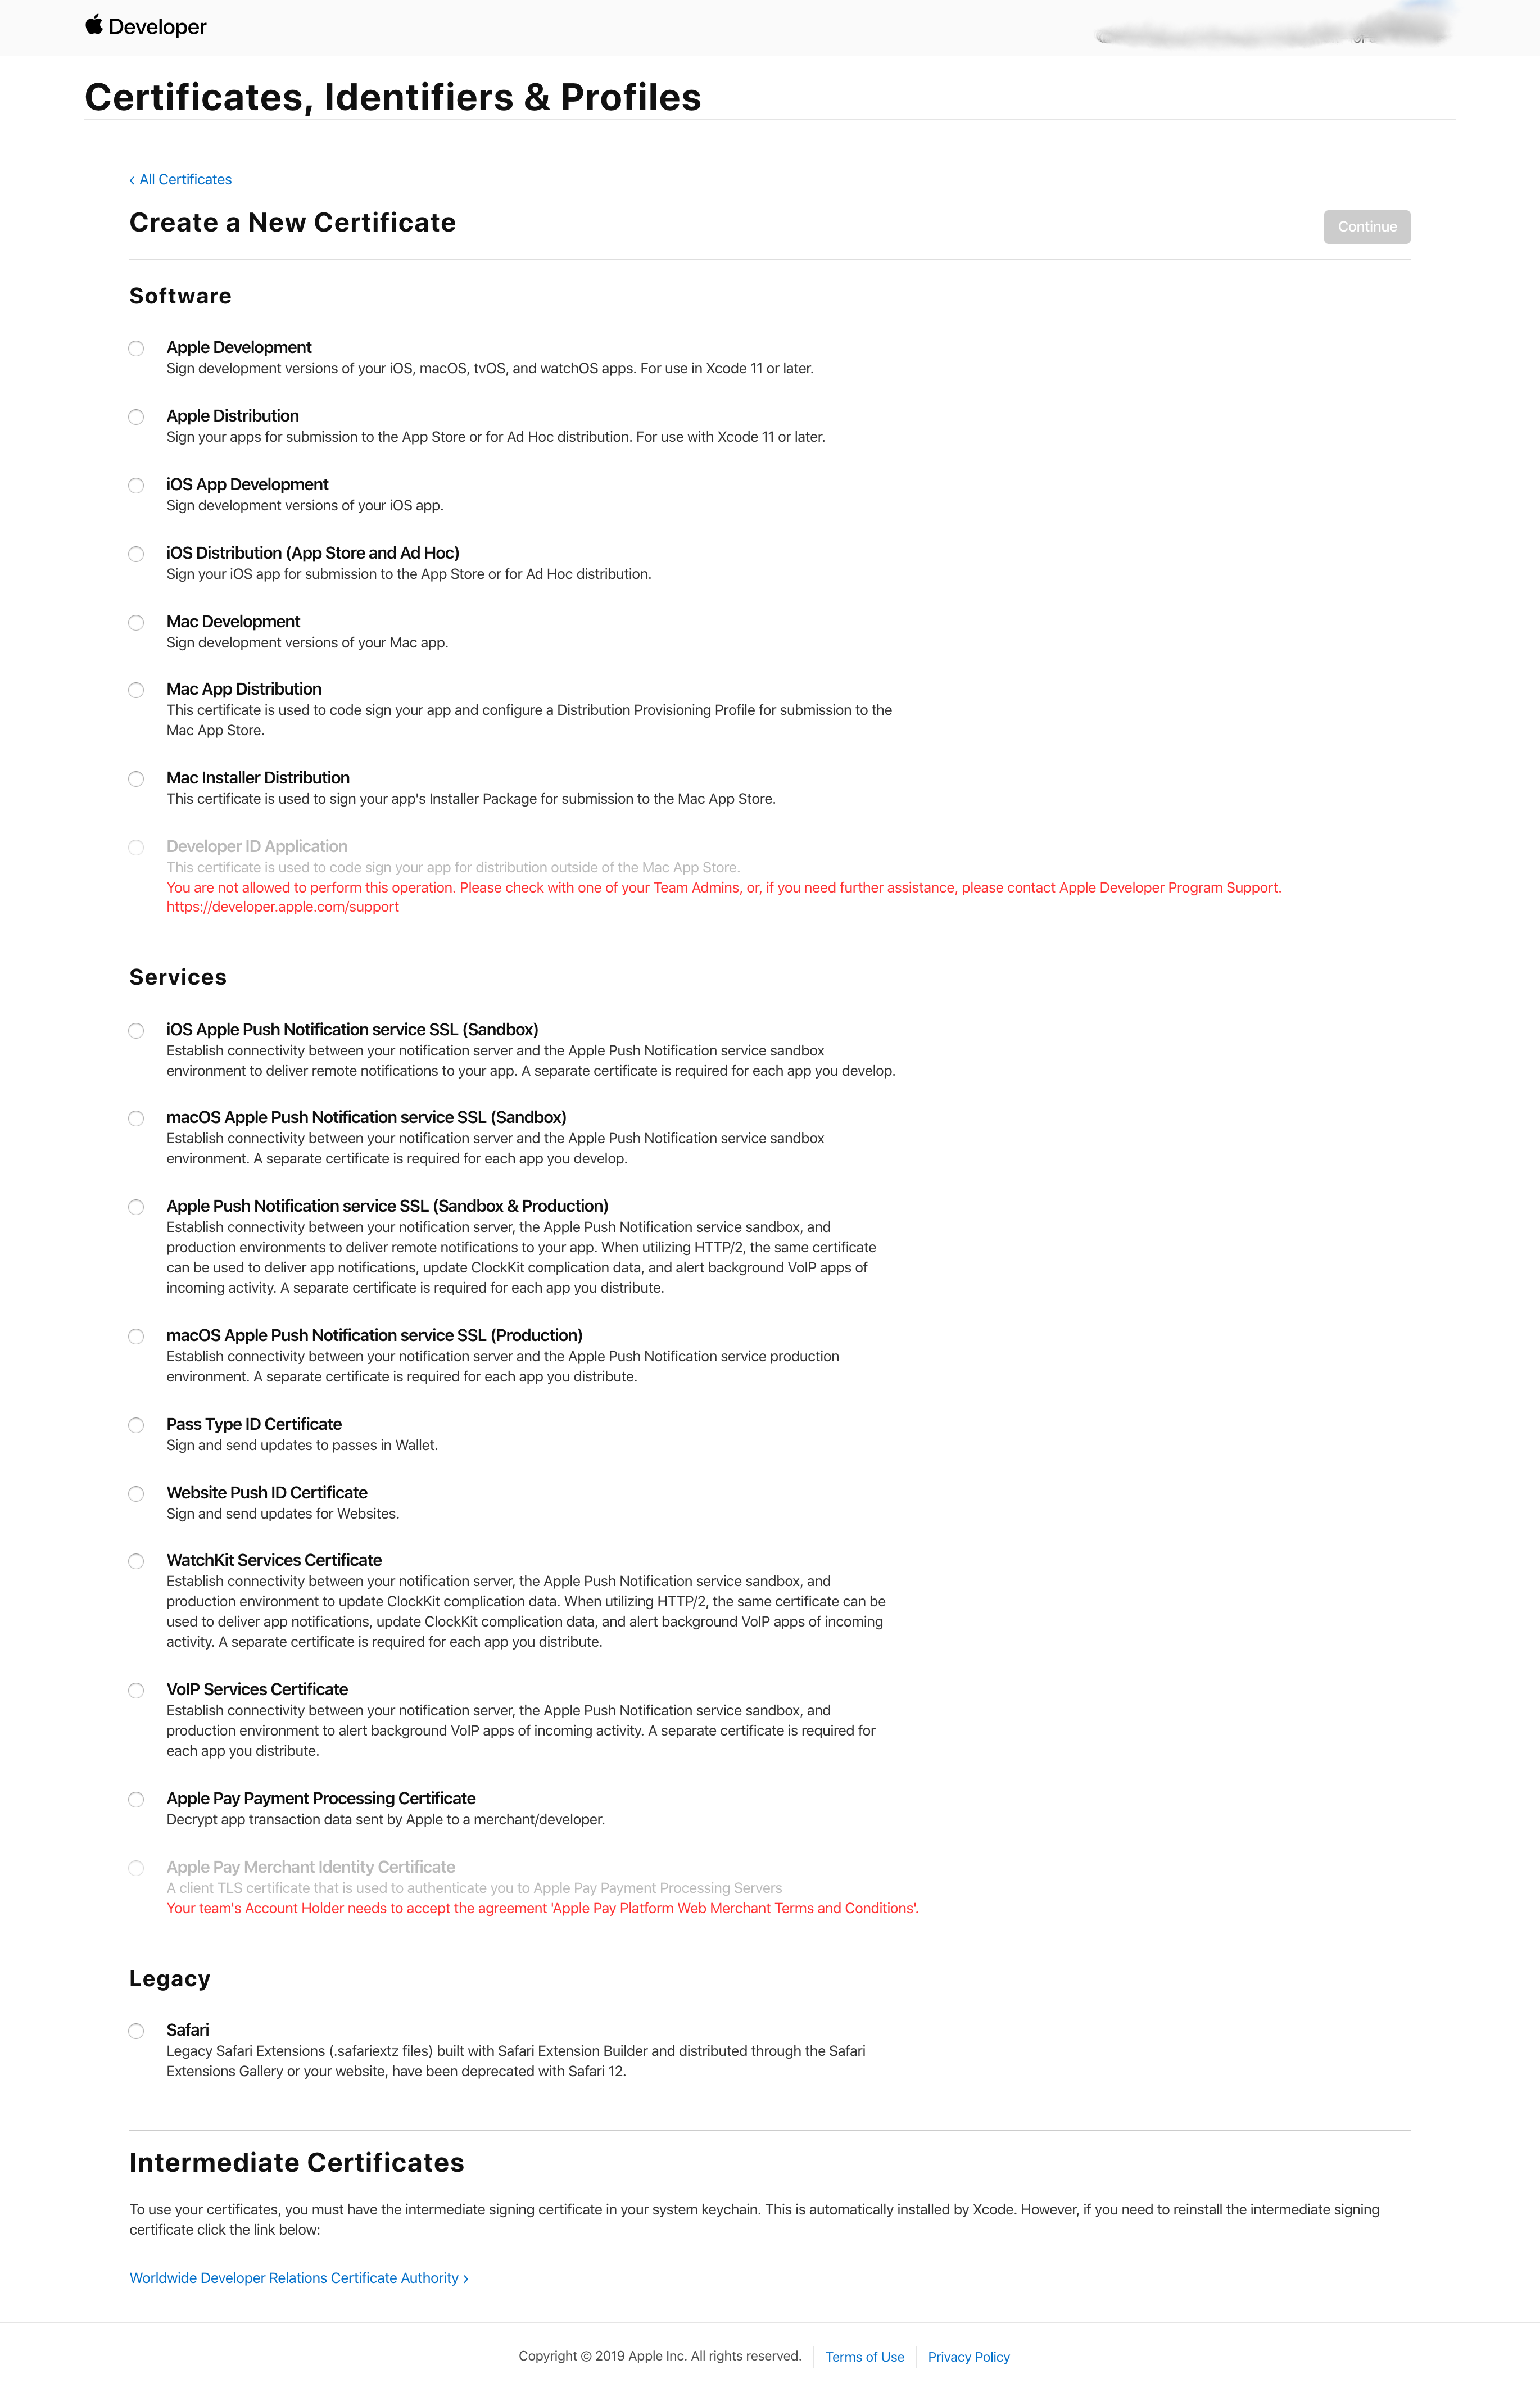 Developer
Certificates, Identifiers & Profiles
‹ All Certificates
Create a New Certificate
Continue
Software
Apple Development
Sign development versions of your iOS, macOS, tvOS, and watchOS apps. For use in Xcode 11 or later.
Apple Distribution
Sign your apps for submission to the App Store or for Ad Hoc distribution. For use with Xcode 11 or later.
iOS App Development
Sign development versions of your iOS app.
iOS Distribution (App Store and Ad Hoc)
Sign your iOS app for submission to the App Store or for Ad Hoc distribution.
Mac Development
Sign development versions of your Mac app.
Mac App Distribution
This certificate is used to code sign your app and configure a Distribution Provisioning Profile for submission to the
Mac App Store.
Mac Installer Distribution
This certificate is used to sign your app's Installer Package for submission to the Mac App Store.
Developer ID Application
This certificate is used to code sign your app for distribution outside of the Mac App Store.
You are not allowed to perform this operation. Please check with one of your Team Admins, or, if you need further assistance, please contact Apple Developer Program Support.
https://developer.apple.com/support
Services
iOS Apple Push Notification service SSL (Sandbox)
Establish connectivity between your notification server and the Apple Push Notification service sandbox
environment to deliver remote notifications to your app. A separate certificate is required for each app you develop.
macOS Apple Push Notification service SSL (Sandbox)
Establish connectivity between your notification server and the Apple Push Notification service sandbox
environment. A separate certificate is required for each app you develop.
Apple Push Notification service SSL (Sandbox & Production)
Establish connectivity between your notification server, the Apple Push Notification service sandbox, and
production environments to deliver remote notifications to your app. When utilizing HTTP/2, the same certificate
can be used to deliver app notifications, update ClockKit complication data, and alert background VoIP apps of
incoming activity. A separate certificate is required for each app you distribute.
macOS Apple Push Notification service SSL (Production)
Establish connectivity between your notification server and the Apple Push Notification service production
environment. A separate certificate is required for each app you distribute.
Pass Type ID Certificate
Sign and send updates to passes in Wallet.
Website Push ID Certificate
Sign and send updates for Websites.
WatchKit Services Certificate
Establish connectivity between your notification server, the Apple Push Notification service sandbox, and
production environment to update ClockKit complication data. When utilizing HTTP/2, the same certificate can be
used to deliver app notifications, update ClockKit complication data, and alert background VoIP apps of incoming
activity. A separate certificate is required for each app you distribute.
VoIP Services Certificate
Establish connectivity between your notification server, the Apple Push Notification service sandbox, and
production environment to alert background VoIP apps of incoming activity. A separate certificate is required for
each app you distribute.
Apple Pay Payment Processing Certificate
Decrypt app transaction data sent by Apple to a merchant/developer.
Apple Pay Merchant Identity Certificate
A client TLS certificate that is used to authenticate you to Apple Pay Payment Processing Servers
Your team's Account Holder needs to accept the agreement 'Apple Pay Platform Web Merchant Terms and Conditions'.
Legacy
Safari
Legacy Safari Extensions (.safariextz files) built with Safari Extension Builder and distributed through the Safari
Extensions Gallery or your website, have been deprecated with Safari 12.
Intermediate Certificates
To use your certificates, you must have the intermediate signing certificate in your system keychain. This is automatically installed by Xcode. However, if you need to reinstall the intermediate signing
certificate click the link below:
Worldwide Developer Relations Certificate Authority ›
Copyright © 2019 Apple Inc. All rights reserved. Terms of Use Privacy Policy